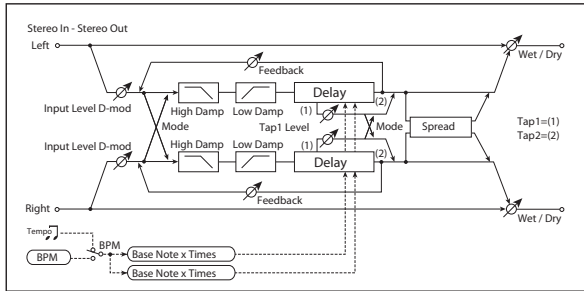 Stereo In - Stereo Out
Left
Wet / Dry
Feedback
Input Level D-mod
High Damp
Low Damp
Delay
(1)
(2)
Tap1 Level
Mode
Mode
Spread
Tap1=(1)
Tap2=(2)
Input Level D-mod
High Damp
Low Damp
(1)
Delay
(2)
Feedback
Right
Wet / Dry
Tempo
BPM
BPM
Base Note x Times
Base Note x Times